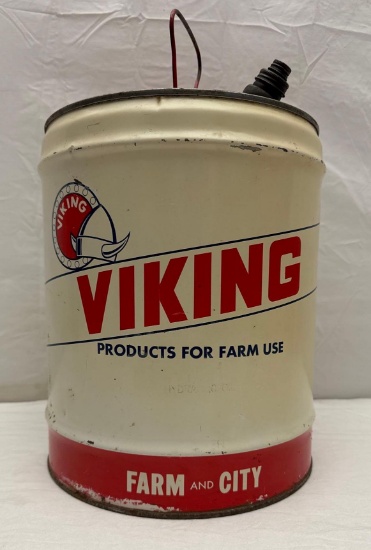 VIKING
VIKING
PRODUCTS FOR FARM USE
FARM AND CITY